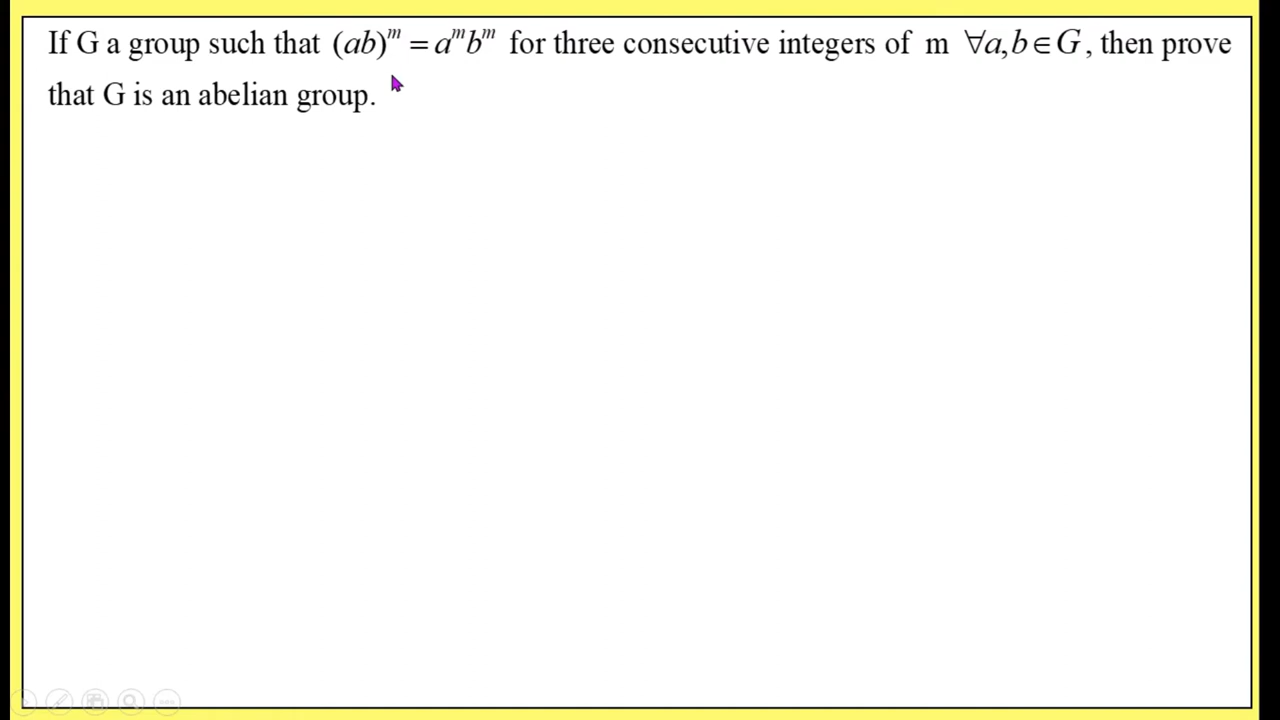 If G a group such that (ab)^m = a^m b^m for three consecutive integers of m ∀a,b∈G, then prove
that G is an abelian group.